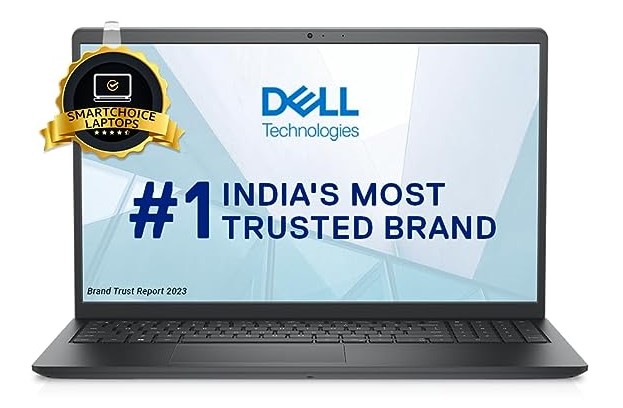 SMARTCHOICE
LAPTOPS
DELL
Technologies
#1 INDIA'S MOST
TRUSTED BRAND
Brand Trust Report 2023